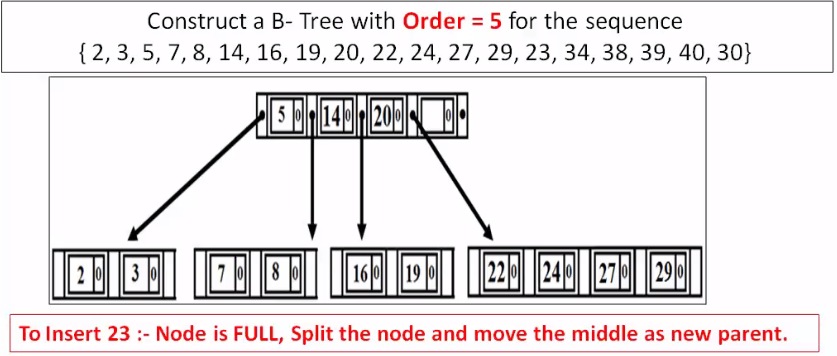 Construct a B- Tree with Order = 5 for the sequence
{ 2, 3, 5, 7, 8, 14, 16, 19, 20, 22, 24, 27, 29, 23, 34, 38, 39, 40, 30}
5 0 14 0 20 0 0
2 0 3 0 7 0 8 0 16 0 19 0 22 0 24 0 27 0 29 0
To Insert 23 :- Node is FULL, Split the node and move the middle as new parent.